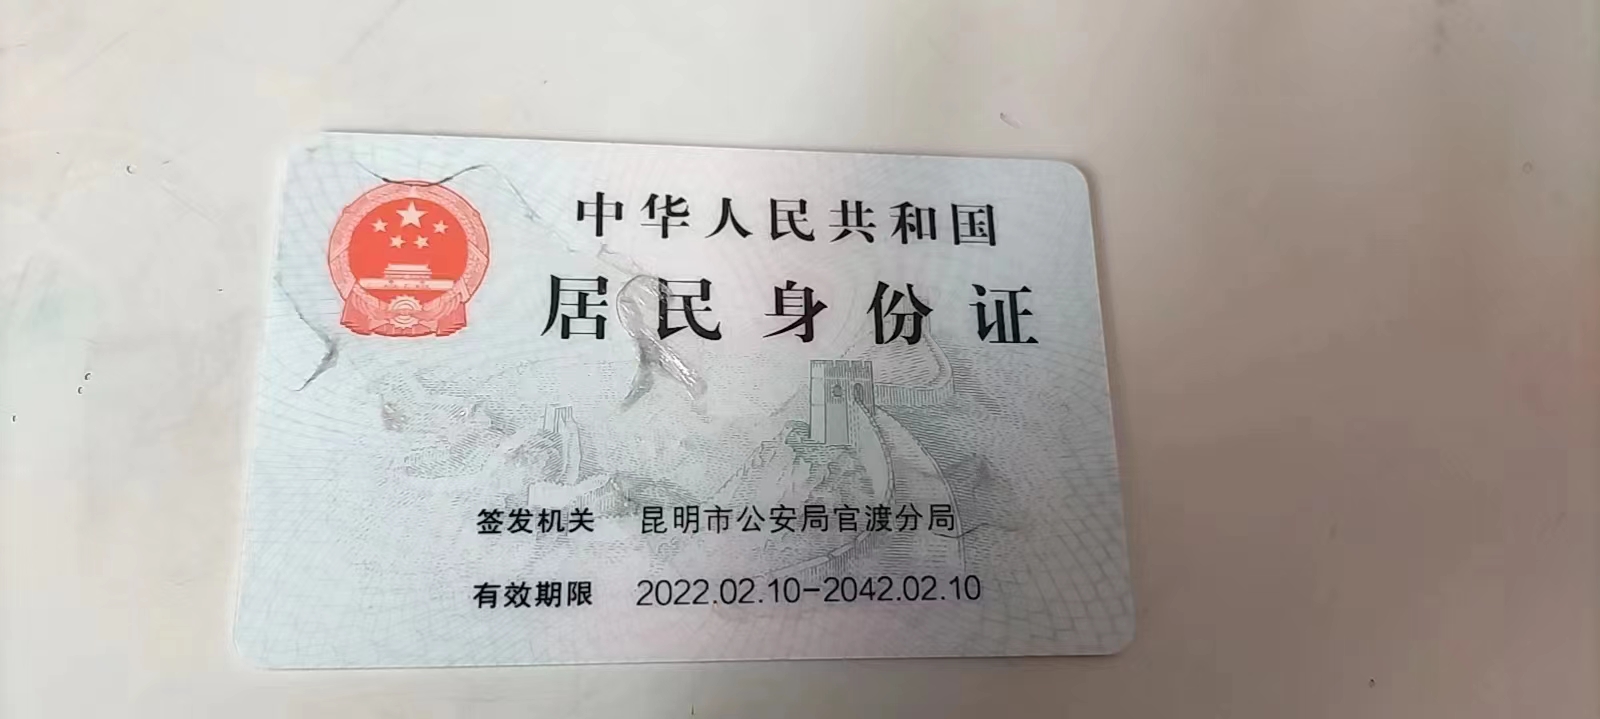 中华人民共和国
居民身份证
签发机关 昆明市公安局官渡分局
有效期限 2022.02.10-2042.02.10